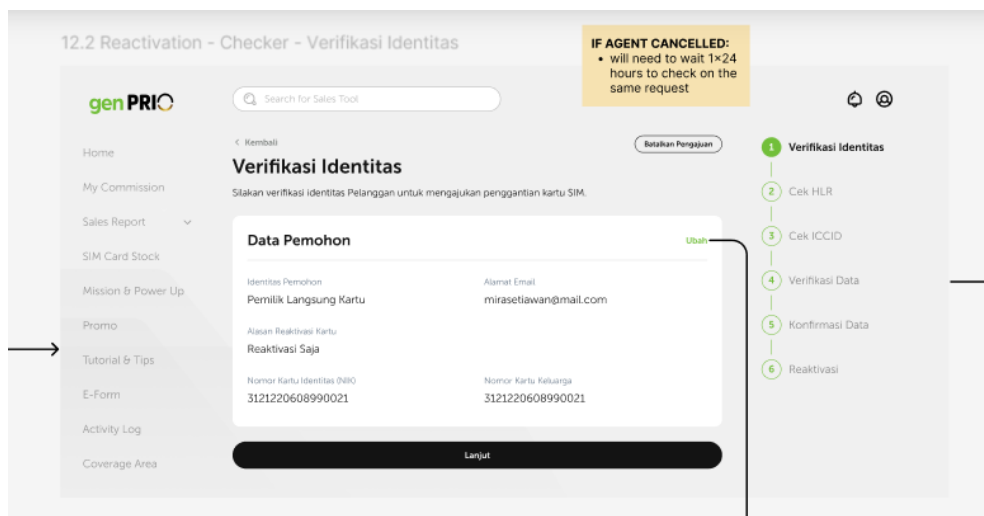 12.2 Reactivation - Checker - Verifikasi Identitas
IF AGENT CANCELLED:
• will need to wait 1×24
hours to check on the
same request
gen PRIO
Search for Sales Tool
Home
My Commission
Sales Report
SIM Card Stock
Mission & Power Up
Promo
Tutorial & Tips
E-Form
Activity Log
Coverage Area
< Kembali
Batalkan Pengajuan
Verifikasi Identitas
Silakan verifikasi identitas Pelanggan untuk mengajukan penggantian kartu SIM.
Data Pemohon
Ubah
Identitas Pemohon
Pemilik Langsung Kartu
Alamat Email
mirasetiawan@mail.com
Alasan Reaktivasi Kartu
Reaktivasi Saja
Nomor Kartu Identitas (NIK)
3121220608990021
Nomor Kartu Keluarga
3121220608990021
Lanjut
1 Verifikasi Identitas
2 Cek HLR
3 Cek ICCID
4 Verifikasi Data
5 Konfirmasi Data
6 Reaktivasi